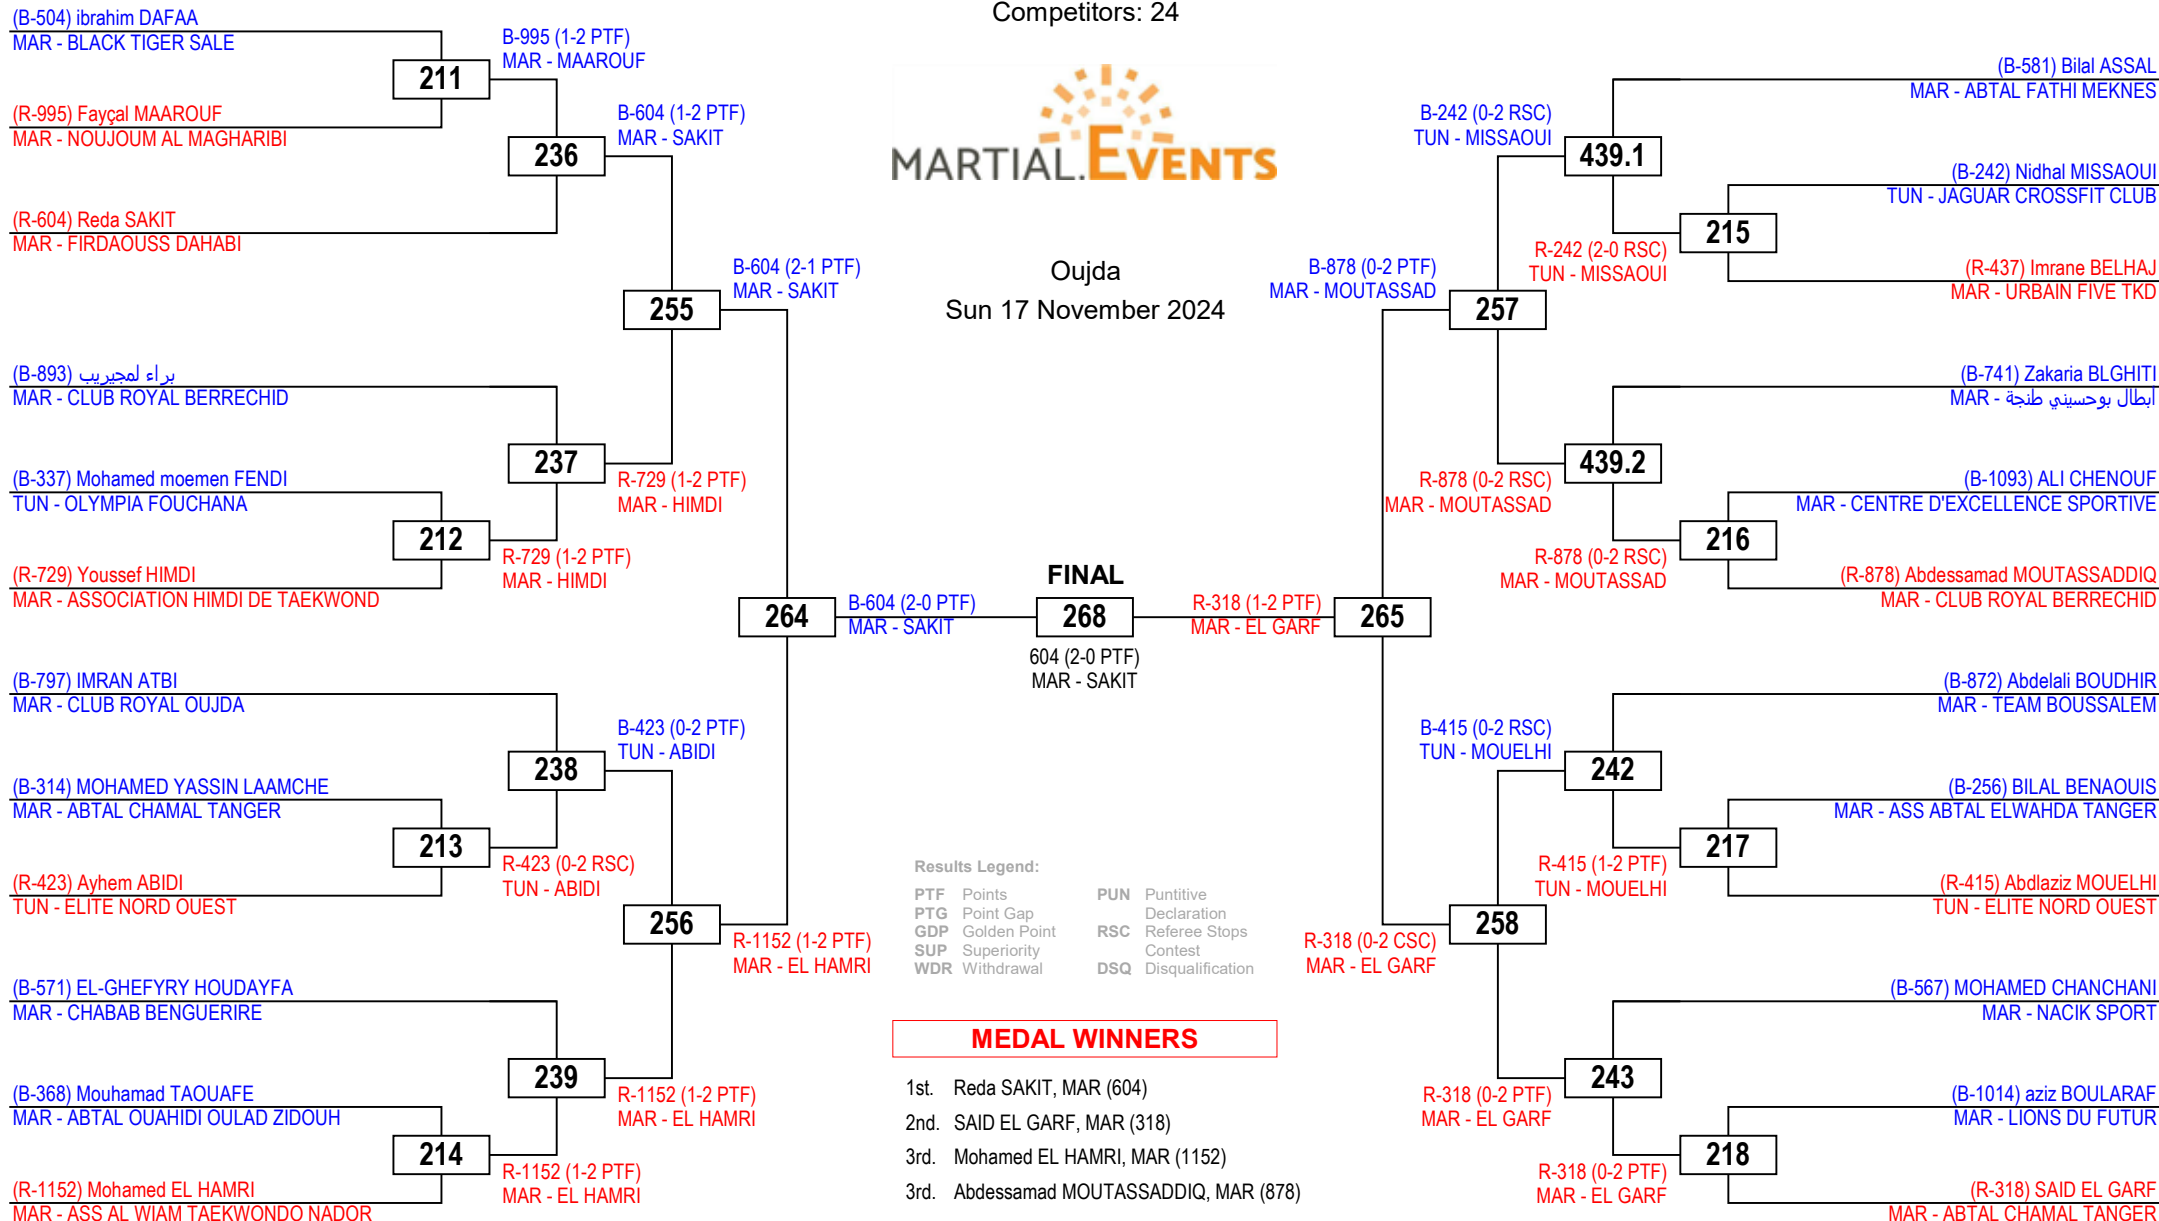 Competitors: 24
MARTIAL.EVENTS
Oujda
Sun 17 November 2024
(B-504) ibrahim DAFAA
MAR - BLACK TIGER SALE
211
(R-995) Fayçal MAAROUF
MAR - NOUJOUM AL MAGHARIBI
B-995 (1-2 PTF)
MAR - MAAROUF
236
(R-604) Reda SAKIT
MAR - FIRDAOUSS DAHABI
B-604 (1-2 PTF)
MAR - SAKIT
255
B-604 (2-1 PTF)
MAR - SAKIT
(B-893) براء لمجيريب
MAR - CLUB ROYAL BERRECHID
237
R-729 (1-2 PTF)
MAR - HIMDI
(B-337) Mohamed moemen FENDI
TUN - OLYMPIA FOUCHANA
212
R-729 (1-2 PTF)
MAR - HIMDI
(R-729) Youssef HIMDI
MAR - ASSOCIATION HIMDI DE TAEKWOND
264
B-604 (2-0 PTF)
MAR - SAKIT
(B-797) IMRAN ATBI
MAR - CLUB ROYAL OUJDA
238
B-423 (0-2 PTF)
TUN - ABIDI
(B-314) MOHAMED YASSIN LAAMCHE
MAR - ABTAL CHAMAL TANGER
213
R-423 (0-2 RSC)
TUN - ABIDI
(R-423) Ayhem ABIDI
TUN - ELITE NORD OUEST
256
R-1152 (1-2 PTF)
MAR - EL HAMRI
(B-571) EL-GHEFYRY HOUDAYFA
MAR - CHABAB BENGUERIRE
239
R-1152 (1-2 PTF)
MAR - EL HAMRI
(B-368) Mouhamad TAOUAFE
MAR - ABTAL OUAHIDI OULAD ZIDOUH
214
R-1152 (1-2 PTF)
MAR - EL HAMRI
(R-1152) Mohamed EL HAMRI
MAR - ASS AL WIAM TAEKWONDO NADOR
FINAL
268
604 (2-0 PTF)
MAR - SAKIT
Results Legend:
PTF Points
PTG Point Gap
GDP Golden Point
SUP Superiority
WDR Withdrawal
PUN Puntitive
Declaration
RSC Referee Stops
Contest
DSQ Disqualification
MEDAL WINNERS
1st. Reda SAKIT, MAR (604)
2nd. SAID EL GARF, MAR (318)
3rd. Mohamed EL HAMRI, MAR (1152)
3rd. Abdessamad MOUTASSADDIQ, MAR (878)
(B-581) Bilal ASSAL
MAR - ABTAL FATHI MEKNES
B-242 (0-2 RSC)
TUN - MISSAOUI
439.1
(B-242) Nidhal MISSAOUI
TUN - JAGUAR CROSSFIT CLUB
215
R-242 (2-0 RSC)
TUN - MISSAOUI
(R-437) Imrane BELHAJ
MAR - URBAIN FIVE TKD
B-878 (0-2 PTF)
MAR - MOUTASSAD
257
(B-741) Zakaria BLGHITI
MAR - أبطال بوحسيني طنجة
439.2
R-878 (0-2 RSC)
MAR - MOUTASSAD
(B-1093) ALI CHENOUF
MAR - CENTRE D'EXCELLENCE SPORTIVE
216
R-878 (0-2 RSC)
MAR - MOUTASSAD
(R-878) Abdessamad MOUTASSADDIQ
MAR - CLUB ROYAL BERRECHID
R-318 (1-2 PTF)
MAR - EL GARF
265
(B-872) Abdelali BOUDHIR
MAR - TEAM BOUSSALEM
B-415 (0-2 RSC)
TUN - MOUELHI
242
(B-256) BILAL BENAOUIS
MAR - ASS ABTAL ELWAHDA TANGER
217
R-415 (1-2 PTF)
TUN - MOUELHI
(R-415) Abdlaziz MOUELHI
TUN - ELITE NORD OUEST
258
R-318 (0-2 CSC)
MAR - EL GARF
(B-567) MOHAMED CHANCHANI
MAR - NACIK SPORT
243
R-318 (0-2 PTF)
MAR - EL GARF
(B-1014) aziz BOULARAF
MAR - LIONS DU FUTUR
218
R-318 (0-2 PTF)
MAR - EL GARF
(R-318) SAID EL GARF
MAR - ABTAL CHAMAL TANGER